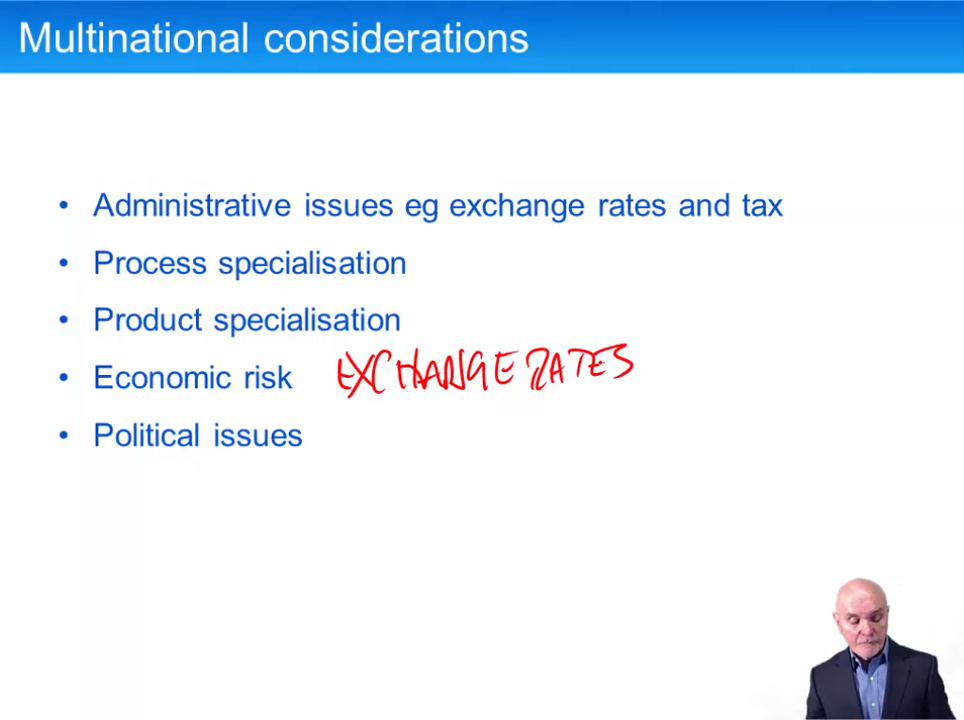 Multinational considerations
• Administrative issues eg exchange rates and tax
• Process specialisation
• Product specialisation
• Economic risk EXCHANGE RATES
• Political issues